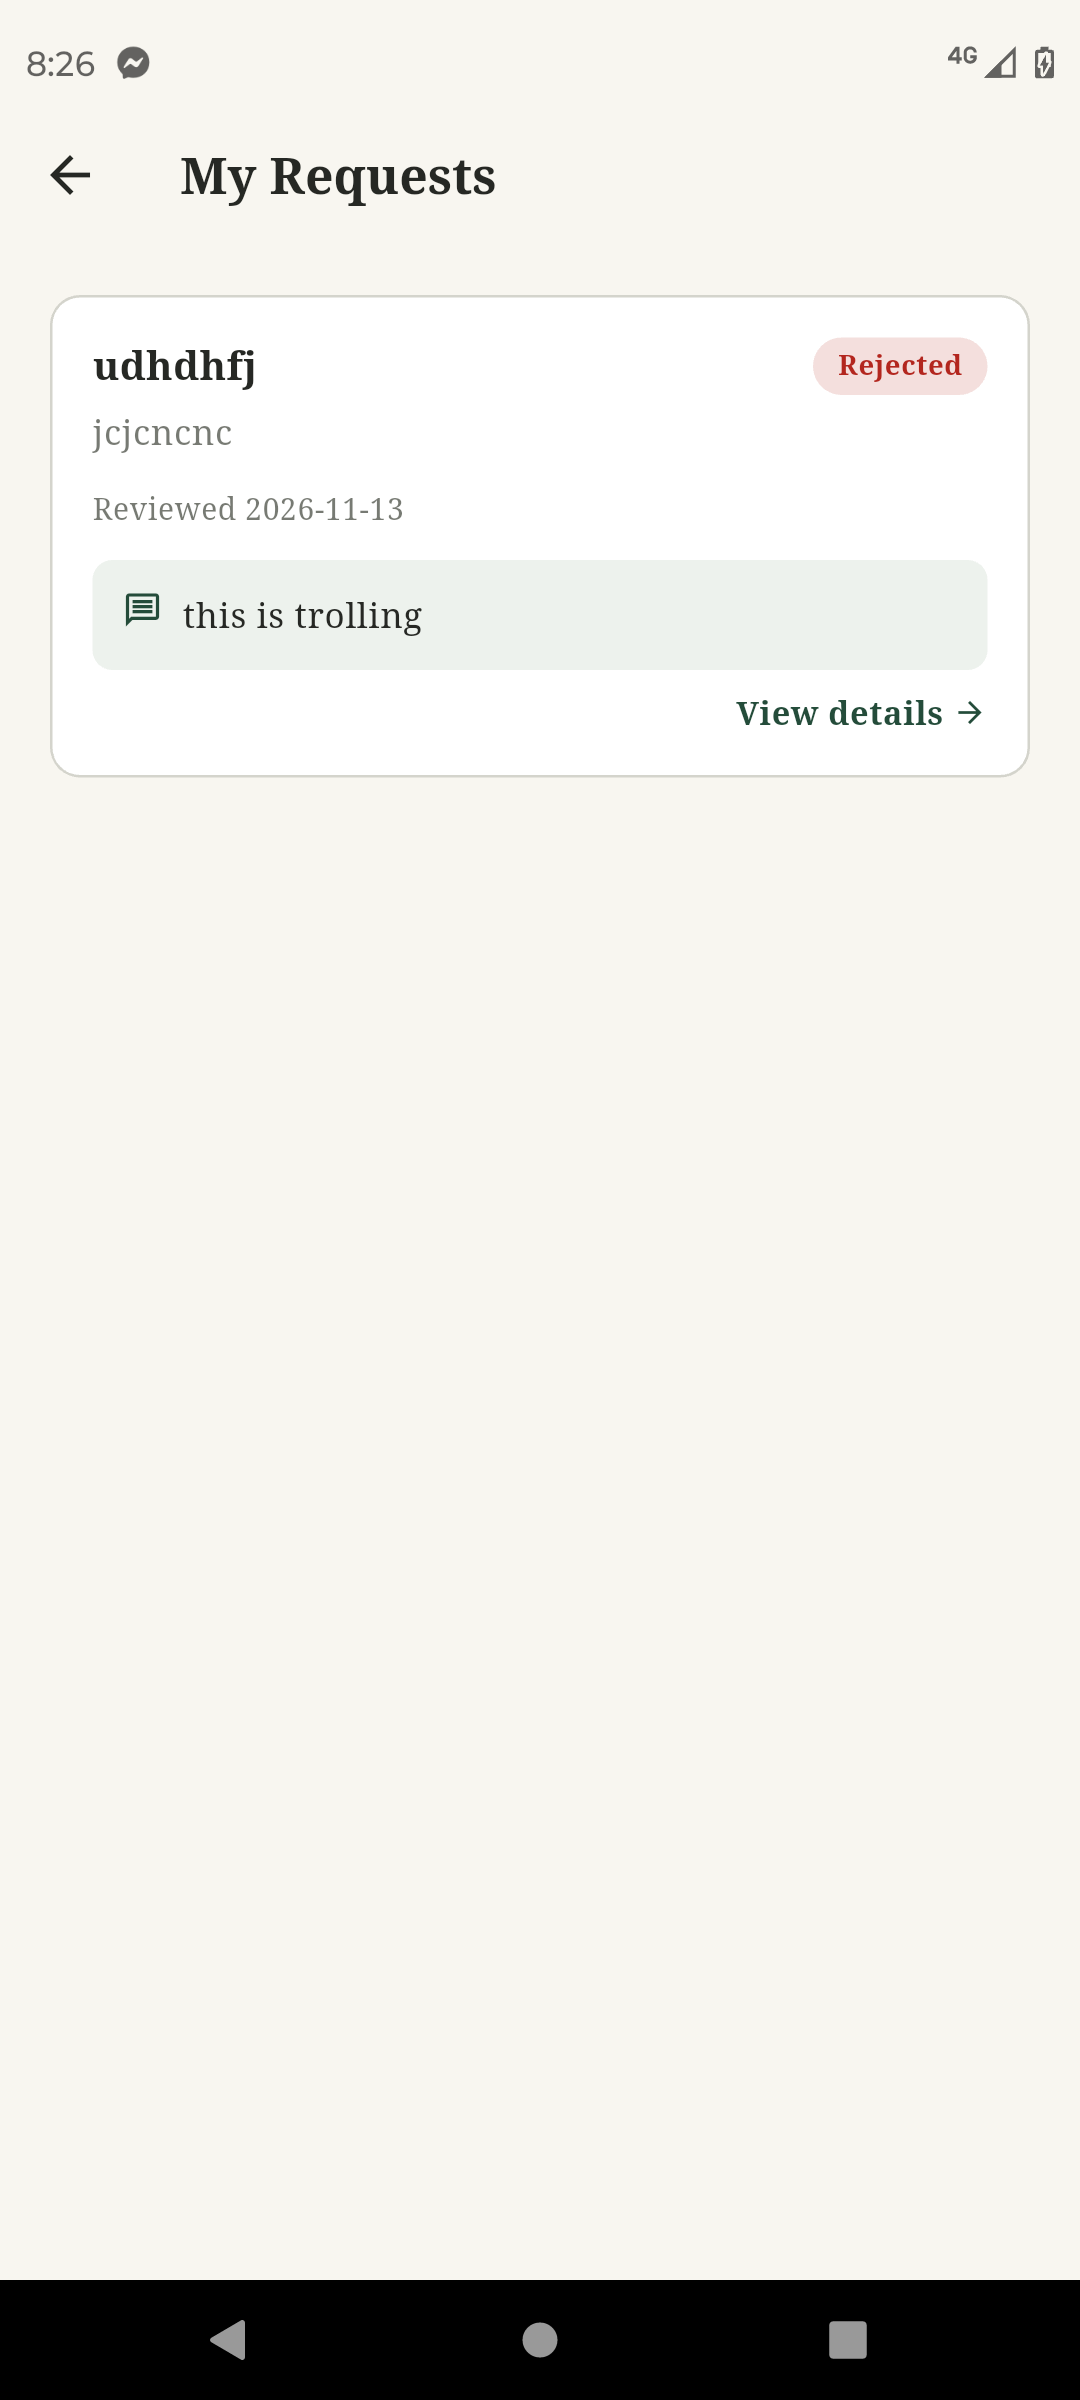 8:26
4G
My Requests
udhdhfj
Rejected
jcjcncnc
Reviewed 2026-11-13
this is trolling
View details